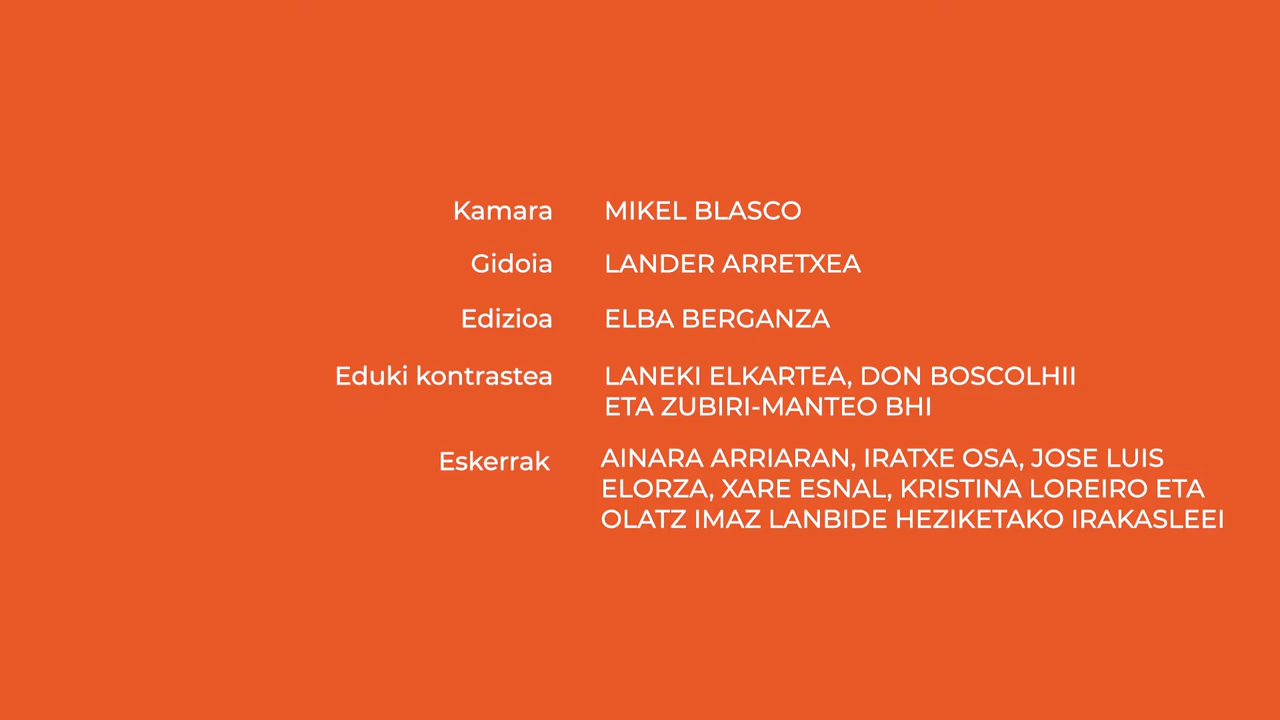 Kamara MIKEL BLASCO
Gidoia LANDER ARRETXEA
Edizioa ELBA BERGANZA
Eduki kontrastea LANEKI ELKARTEA, DON BOSCOLHII
ETA ZUBIRI-MANTEO BHI
Eskerrak AINARA ARRIARAN, IRATXE OSA, JOSE LUIS
ELORZA, XARE ESNAL, KRISTINA LOREIRO ETA
OLATZ IMAZ LANBIDE HEZIKETAKO IRAKASLEEI